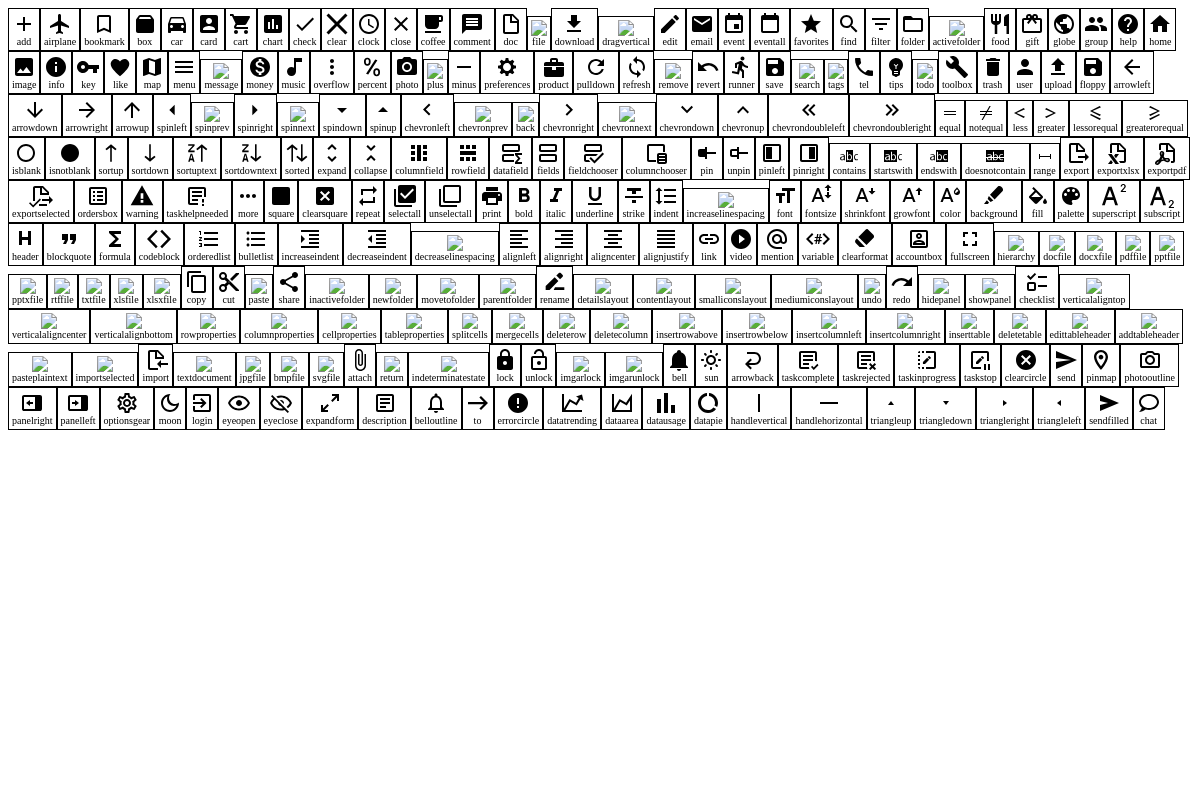 add airplane bookmark box car card cart chart check clear clock close coffee comment doc file download dragvertical edit email event eventall favorites find filter folder activefolder food gift globe group help home
image info key like map menu message money music overflow percent photo plus minus preferences product pulldown refresh remove revert runner save search tags tel tips todo toolbox trash user upload floppy arrowleft
arrowdown arrowright arrowup spinleft spinprev spinright spinnext spindown spinup chevronleft chevronprev back chevronright chevronnext chevrondown chevronup chevrondoubleleft chevrondoubleright equal notequal less greater lessorequal greaterorequal
isblank isnotblank sortup sortdown sortuptext sortdowntext sorted expand collapse columnfield rowfield datafield fields fieldchooser columnchooser pin unpin pinleft pinright contains startswith endswith doesnotcontain range export exportxlsx exportpdf
exportselected ordersbox warning taskhelpneeded more square clearsquare repeat selectall unselectall print bold italic underline strike indent increaselinespacing font fontsize shrinkfont growfont color background fill palette superscript subscript
header blockquote formula codeblock orderedlist bulletlist increaseindent decreaseindent decreaselinespacing alignleft alignright aligncenter alignjustify link video mention variable clearformat accountbox fullscreen hierarchy docfile docxfile pdffile pptfile
pptxfile rtffile txtfile xlsfile xlsxfile copy cut paste share inactivefolder newfolder movetofolder parentfolder rename detailslayout contentlayout smalliconslayout mediumiconslayout undo redo hidepanel showpanel checklist verticalaligntop
verticalaligncenter verticalalignbottom rowproperties columnproperties cellproperties tableproperties splitcells mergecells deleterow deletecolumn insertrowabove insertrowbelow insertcolumnleft insertcolumnright inserttable deletetable edittableheader addtableheader
pasteplaintext importselected import textdocument jpgfile bmpfile svgfile attach return indeterminatestate lock unlock imgarlock imgarunlock bell sun arrowback taskcomplete taskrejected taskinprogress taskstop clearcircle send pinmap photooutline
panelright panelleft optionsgear moon login eyeopen eyeclose expandform description belloutline to errorcircle datatrending dataarea datausage datapie handlevertical handlehorizontal triangleup triangledown triangleright triangleleft sendfilled chat